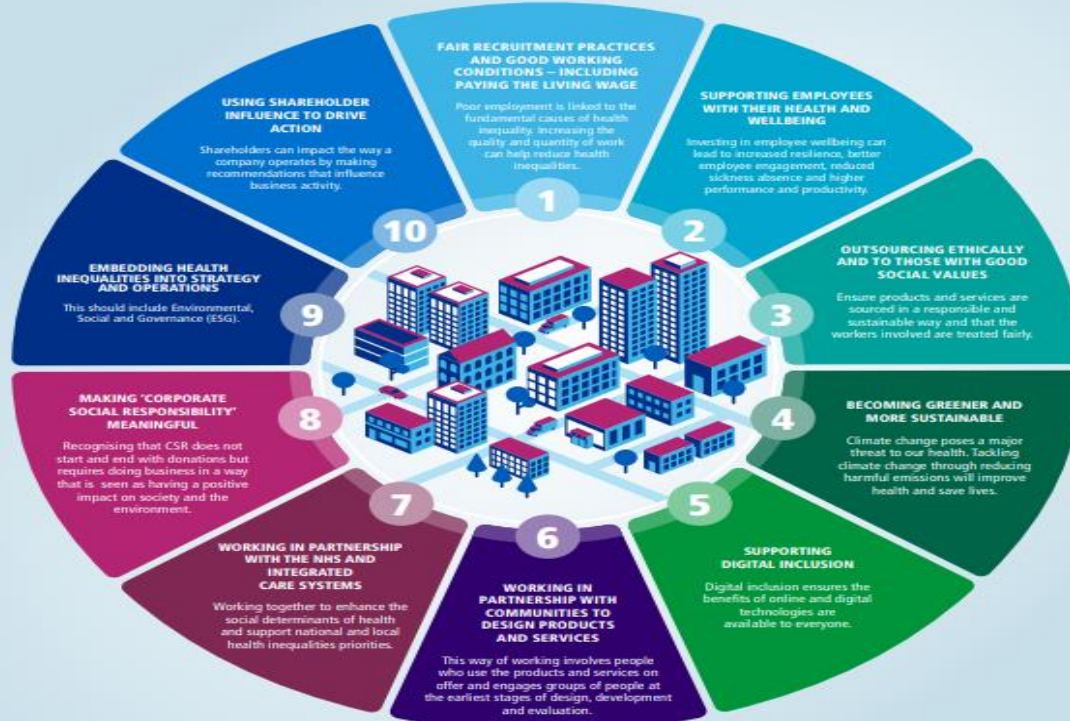 FAIR RECRUITMENT PRACTICES
AND GOOD WORKING
CONDITIONS – INCLUDING
PAYING THE LIVING WAGE
Poor employment is linked to the
fundamental causes of health
inequality. Increasing the
quality and quantity of work
can help reduce health
inequalities.
1
SUPPORTING EMPLOYEES
WITH THEIR HEALTH AND
WELLBEING
Investing in employee wellbeing can
lead to increased resilience, better
employee engagement, reduced
sickness absence and higher
performance and productivity.
2
OUTSOURCING ETHICALLY
AND TO THOSE WITH GOOD
SOCIAL VALUES
Ensure products and services are
sourced in a responsible and
sustainable way and that the
workers involved are treated fairly.
3
BECOMING GREENER AND
MORE SUSTAINABLE
Climate change poses a major
threat to our health. Tackling
climate change through reducing
harmful emissions will improve
health and save lives.
4
SUPPORTING
DIGITAL INCLUSION
Digital inclusion ensures the
benefits of online and digital
technologies are
available to everyone.
5
WORKING IN
PARTNERSHIP WITH
COMMUNITIES TO
DESIGN PRODUCTS
AND SERVICES
This way of working involves people
who use the products and services on
offer and engages groups of people at
the earliest stages of design, development
and evaluation.
6
WORKING IN PARTNERSHIP
WITH THE NHS AND
INTEGRATED
CARE SYSTEMS
Working together to enhance the
social determinants of health
and support national and local
health inequalities priorities.
7
MAKING ‘CORPORATE
SOCIAL RESPONSIBILITY’
MEANINGFUL
Recognising that CSR does not
start and end with donations but
requires doing business in a way
that is seen as having a positive
impact on society and the
environment.
8
EMBEDDING HEALTH
INEQUALITIES INTO STRATEGY
AND OPERATIONS
This should include Environmental,
Social and Governance (ESG).
9
USING SHAREHOLDER
INFLUENCE TO DRIVE
ACTION
Shareholders can impact the way a
company operates by making
recommendations that influence
business activity.
10